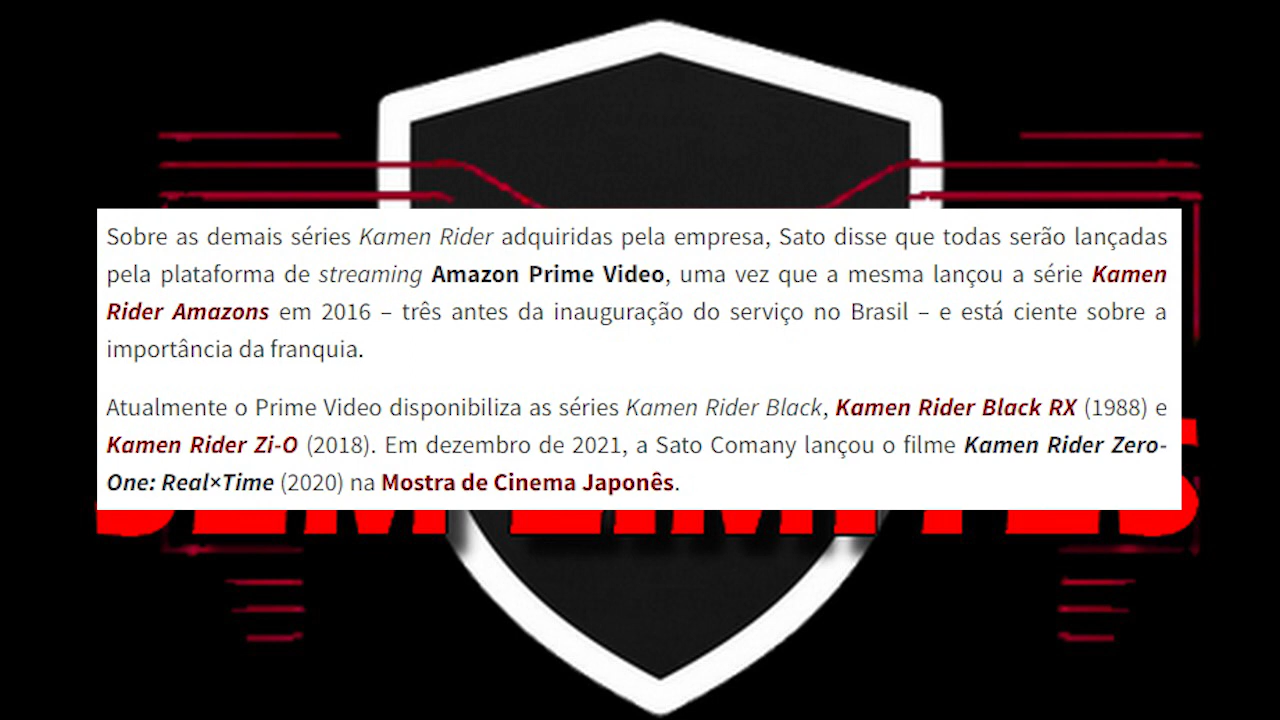 Sobre as demais séries Kamen Rider adquiridas pela empresa, Sato disse que todas serão lançadas
pela plataforma de streaming Amazon Prime Video, uma vez que a mesma lançou a série Kamen
Rider Amazons em 2016 – três antes da inauguração do serviço no Brasil – e está ciente sobre a
importância da franquia.
Atualmente o Prime Video disponibiliza as séries Kamen Rider Black, Kamen Rider Black RX (1988) e
Kamen Rider Zi-O (2018). Em dezembro de 2021, a Sato Comany lançou o filme Kamen Rider Zero-
One: Real×Time (2020) na Mostra de Cinema Japonês.
SEM LIMITES